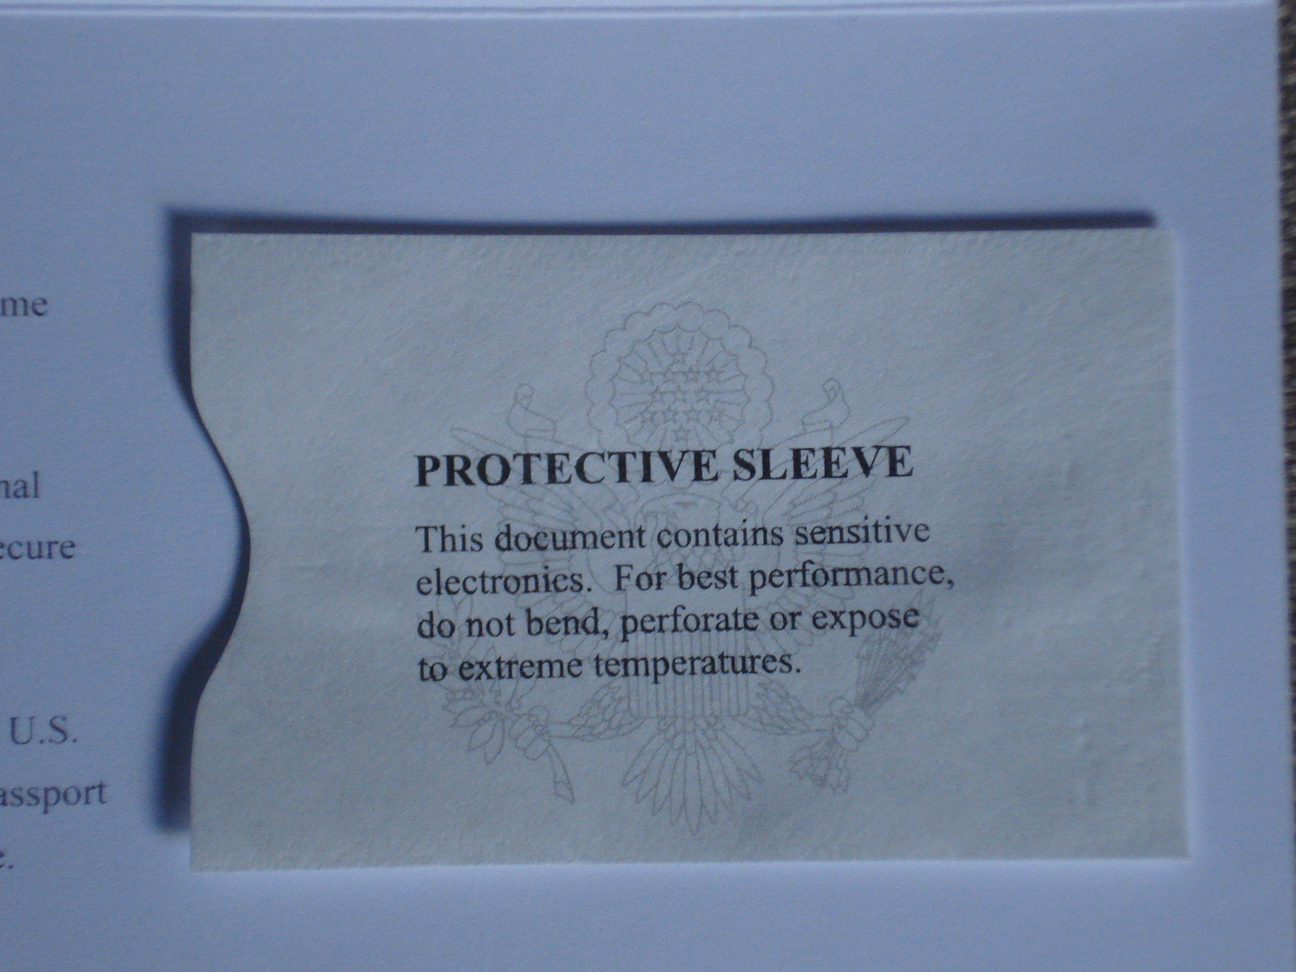 me
nal
ecure
U.S.
assport
e.
PROTECTIVE SLEEVE
This document contains sensitive
electronics. For best performance,
do not bend, perforate or expose
to extreme temperatures.